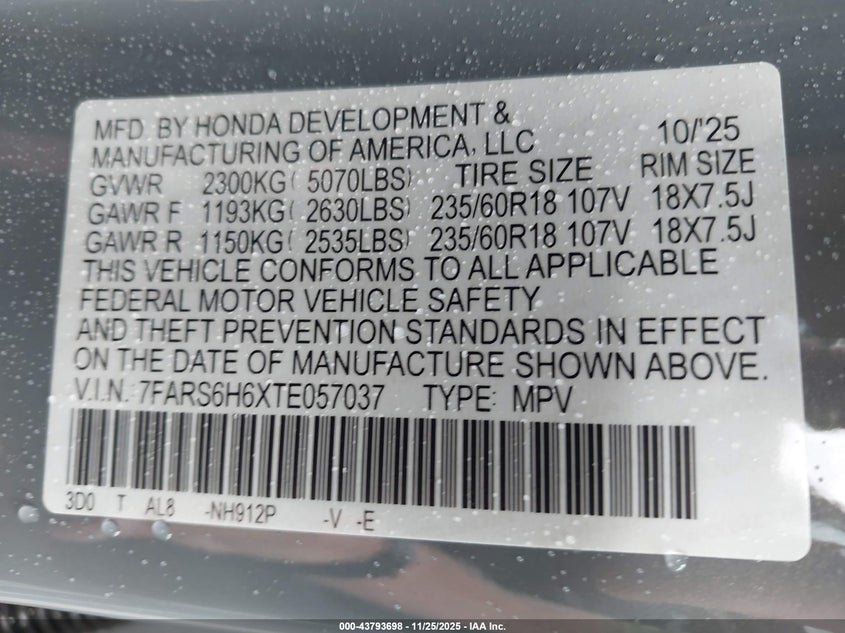 MFD BY HONDA DEVELOPMENT &
MANUFACTURING OF AMERICA, LLC 10/'25
GVWR 2300KG( 5070LBS) TIRE SIZE RIM SIZE
GAWR F 1193KG( 2630LBS) 235/60R18 107V 18X7.5J
GAWR R 1150KG( 2535LBS) 235/60R18 107V 18X7.5J
THIS VEHICLE CONFORMS TO ALL APPLICABLE
FEDERAL MOTOR VEHICLE SAFETY
AND THEFT PREVENTION STANDARDS IN EFFECT
ON THE DATE OF MANUFACTURE SHOWN ABOVE.
V.I.N. 7FARS6H6XTE057037 TYPE: MPV
3D0 T AL8 -NH912P -V -E
000-43793698 - 11/25/2025 - IAA Inc.